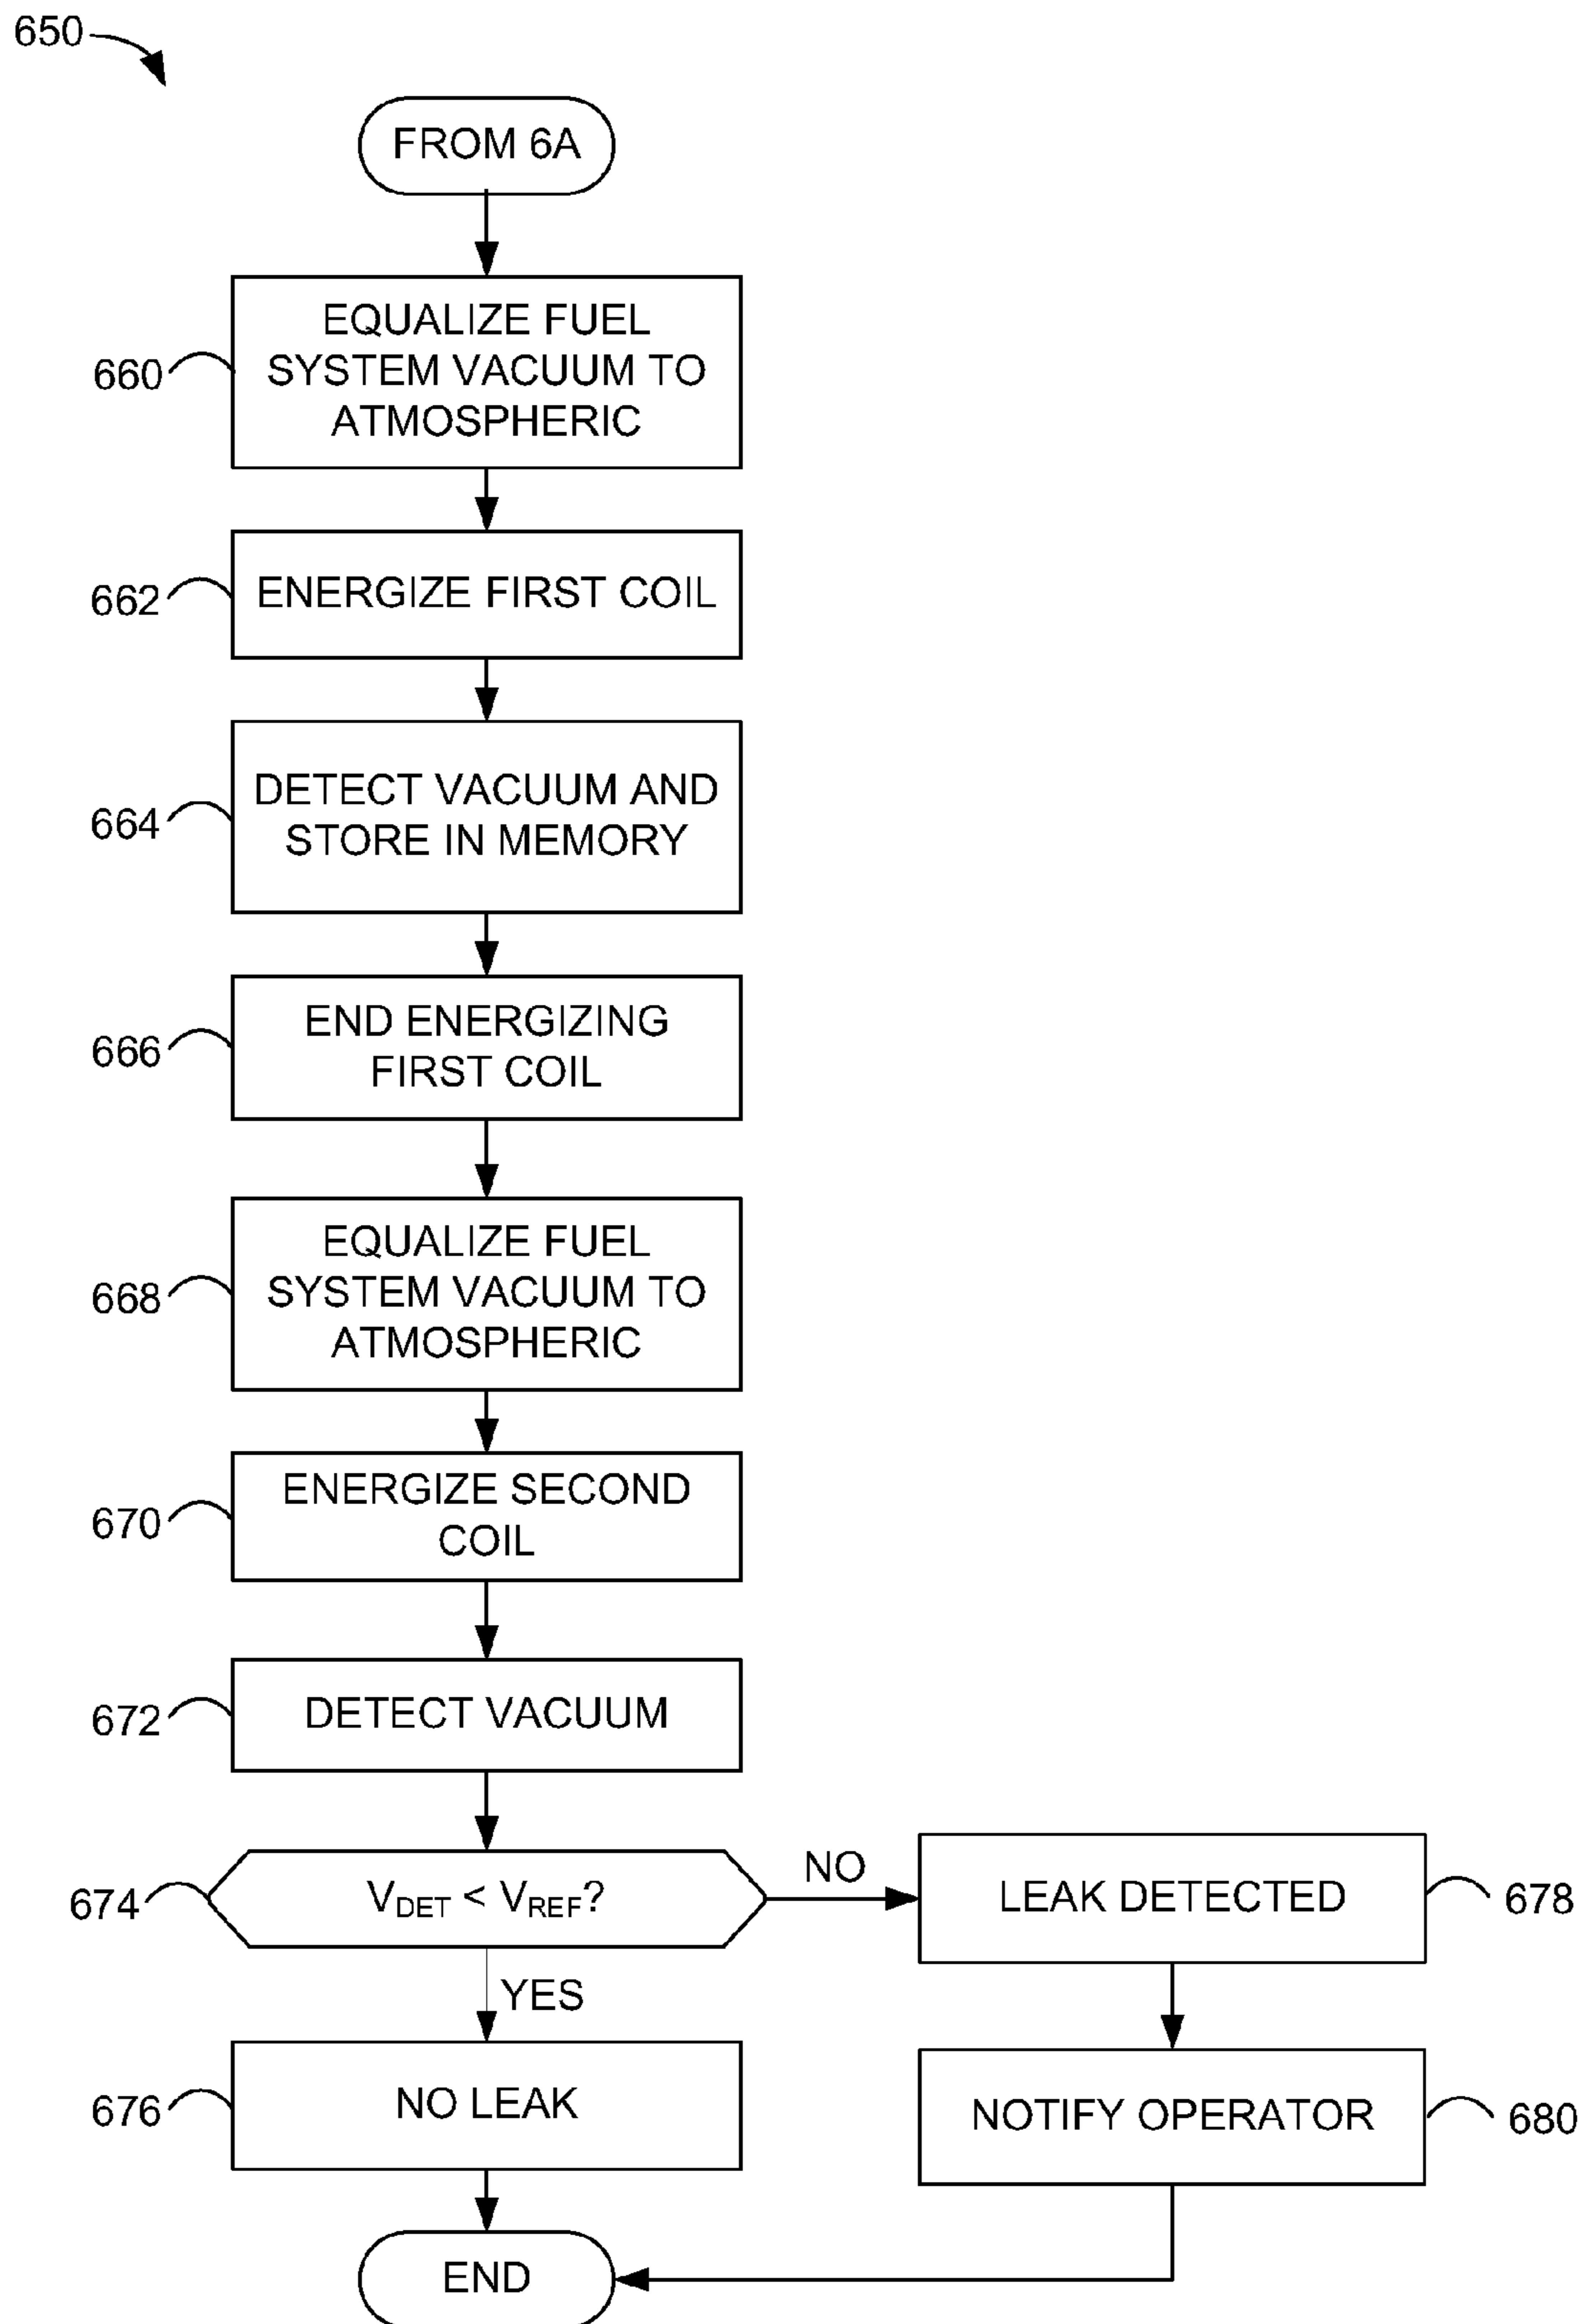 650
FROM 6A
EQUALIZE FUEL
SYSTEM VACUUM TO
ATMOSPHERIC
660
ENERGIZE FIRST COIL
662
DETECT VACUUM AND
STORE IN MEMORY
664
END ENERGIZING
FIRST COIL
666
EQUALIZE FUEL
SYSTEM VACUUM TO
ATMOSPHERIC
668
ENERGIZE SECOND
COIL
670
DETECT VACUUM
672
V_DET < V_REF?
674
NO
LEAK DETECTED
678
YES
NO LEAK
676
NOTIFY OPERATOR
680
END